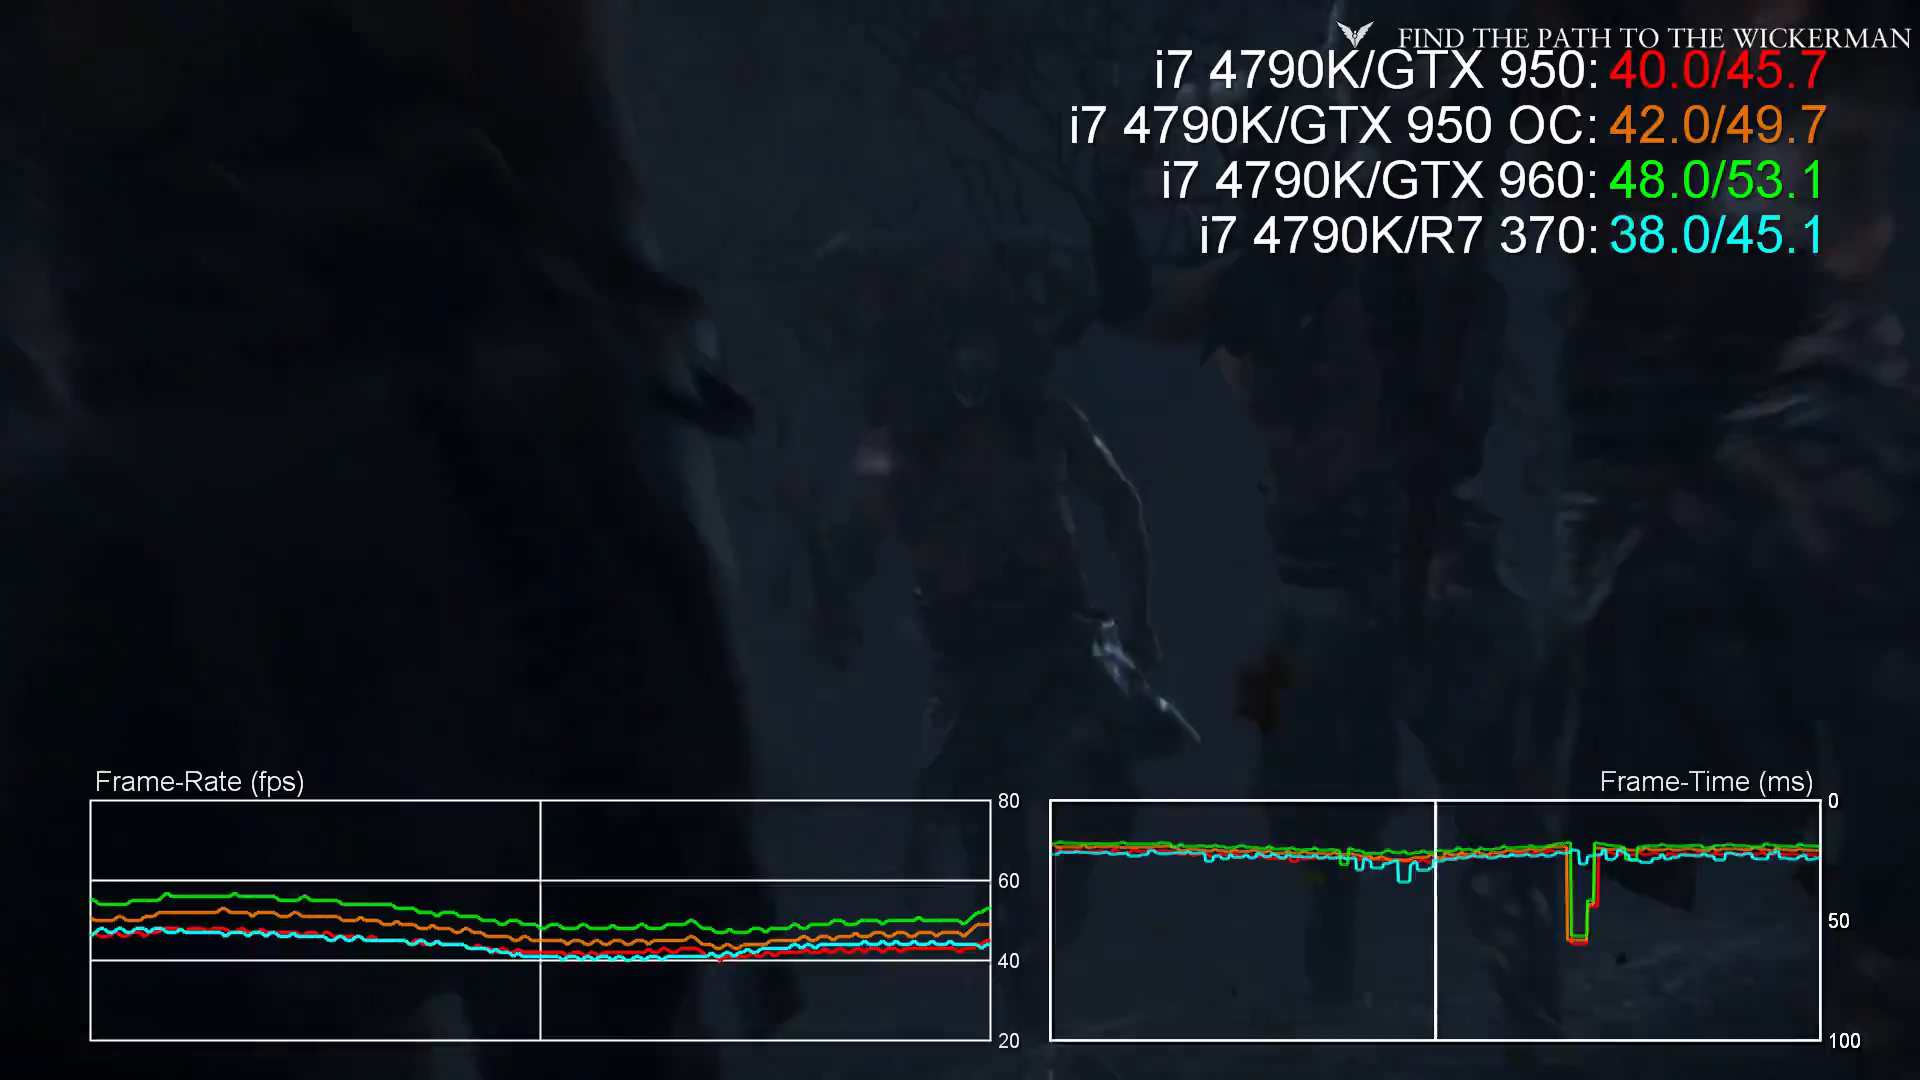 FIND THE PATH TO THE WICKERMAN
i7 4790K/GTX 950: 40.0/45.7
i7 4790K/GTX 950 OC: 42.0/49.7
i7 4790K/GTX 960: 48.0/53.1
i7 4790K/R7 370: 38.0/45.1
Frame-Rate (fps)
80
60
40
20
Frame-Time (ms)
0
50
100